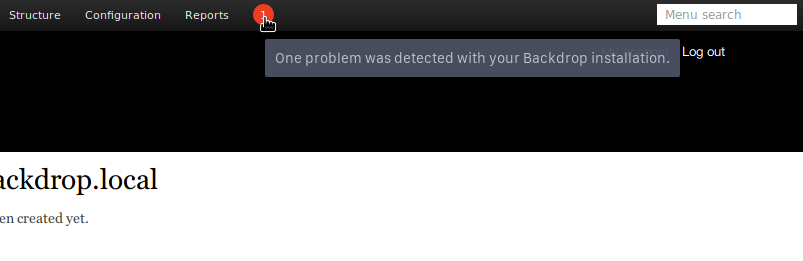 Structure Configuration Reports 1 Menu search
One problem was detected with your Backdrop installation. Log out
ackdrop.local
en created yet.